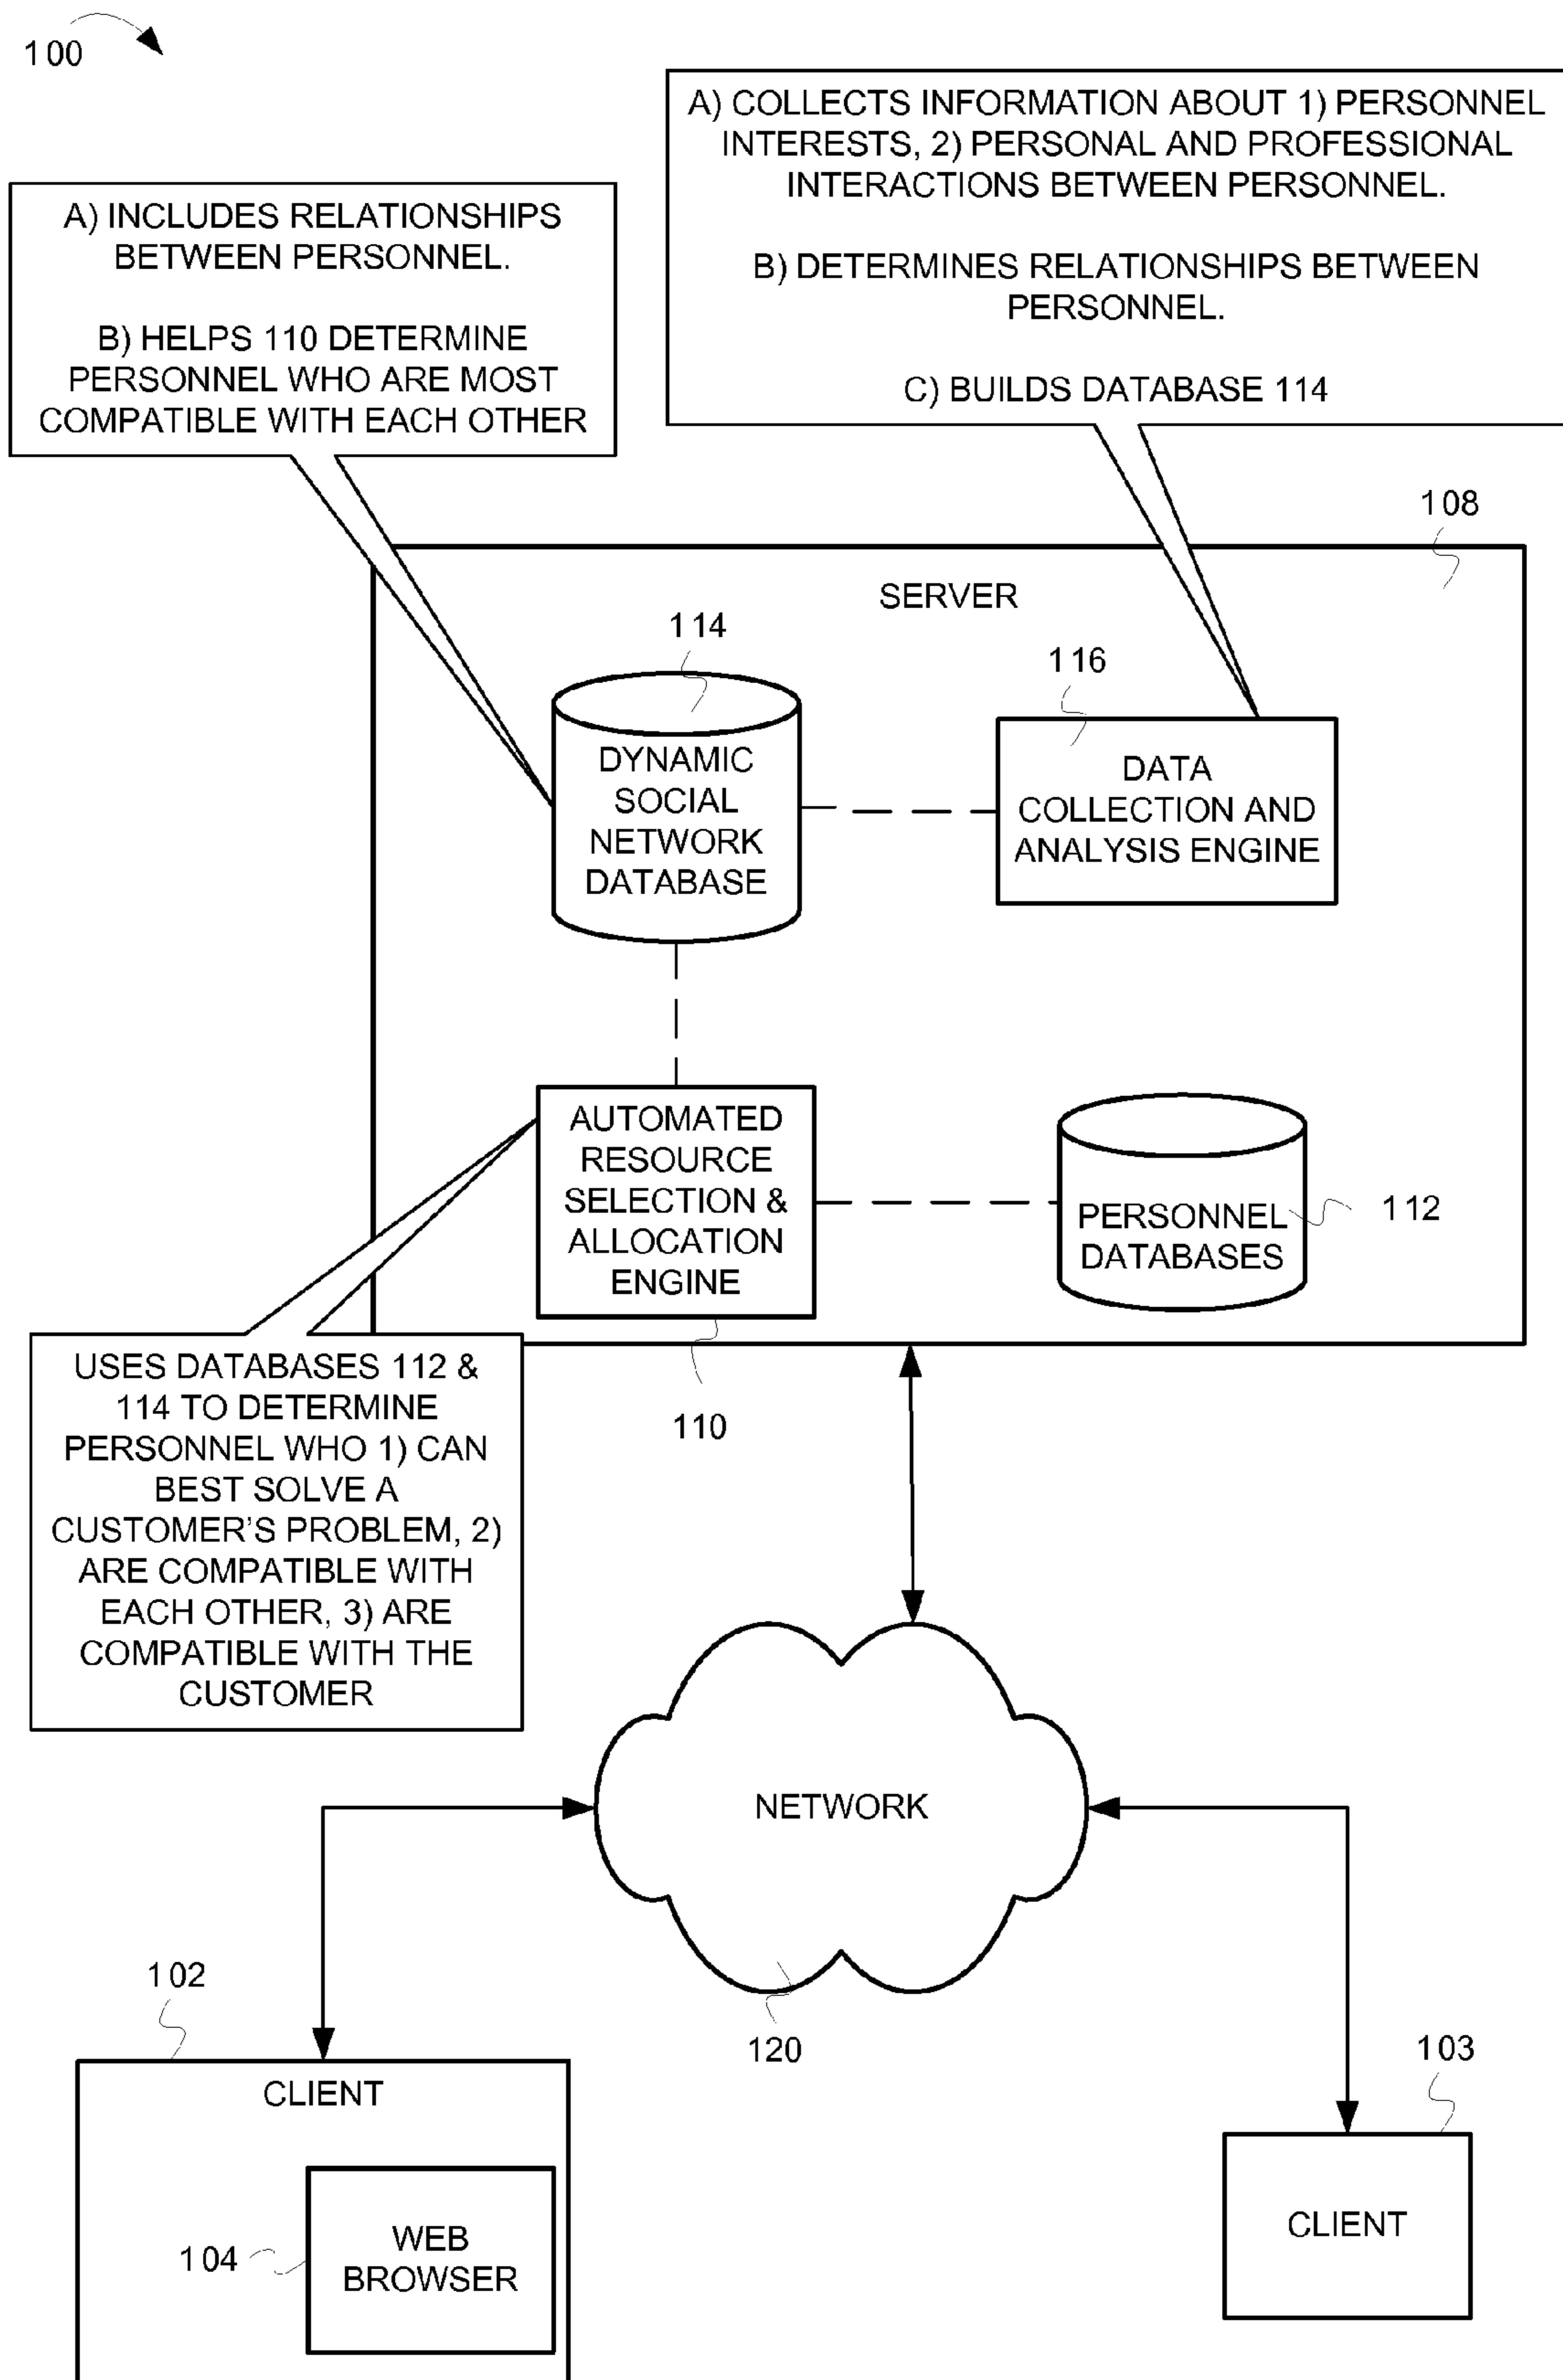 100
A) COLLECTS INFORMATION ABOUT 1) PERSONNEL
INTERESTS, 2) PERSONAL AND PROFESSIONAL
INTERACTIONS BETWEEN PERSONNEL.
B) DETERMINES RELATIONSHIPS BETWEEN
PERSONNEL.
C) BUILDS DATABASE 114
A) INCLUDES RELATIONSHIPS
BETWEEN PERSONNEL.
B) HELPS 110 DETERMINE
PERSONNEL WHO ARE MOST
COMPATIBLE WITH EACH OTHER
108
SERVER
114
116
DYNAMIC
SOCIAL
NETWORK
DATABASE
DATA
COLLECTION AND
ANALYSIS ENGINE
AUTOMATED
RESOURCE
SELECTION &
ALLOCATION
ENGINE
PERSONNEL
DATABASES
112
110
USES DATABASES 112 &
114 TO DETERMINE
PERSONNEL WHO 1) CAN
BEST SOLVE A
CUSTOMER'S PROBLEM, 2)
ARE COMPATIBLE WITH
EACH OTHER, 3) ARE
COMPATIBLE WITH THE
CUSTOMER
NETWORK
120
102
CLIENT
104
WEB
BROWSER
103
CLIENT